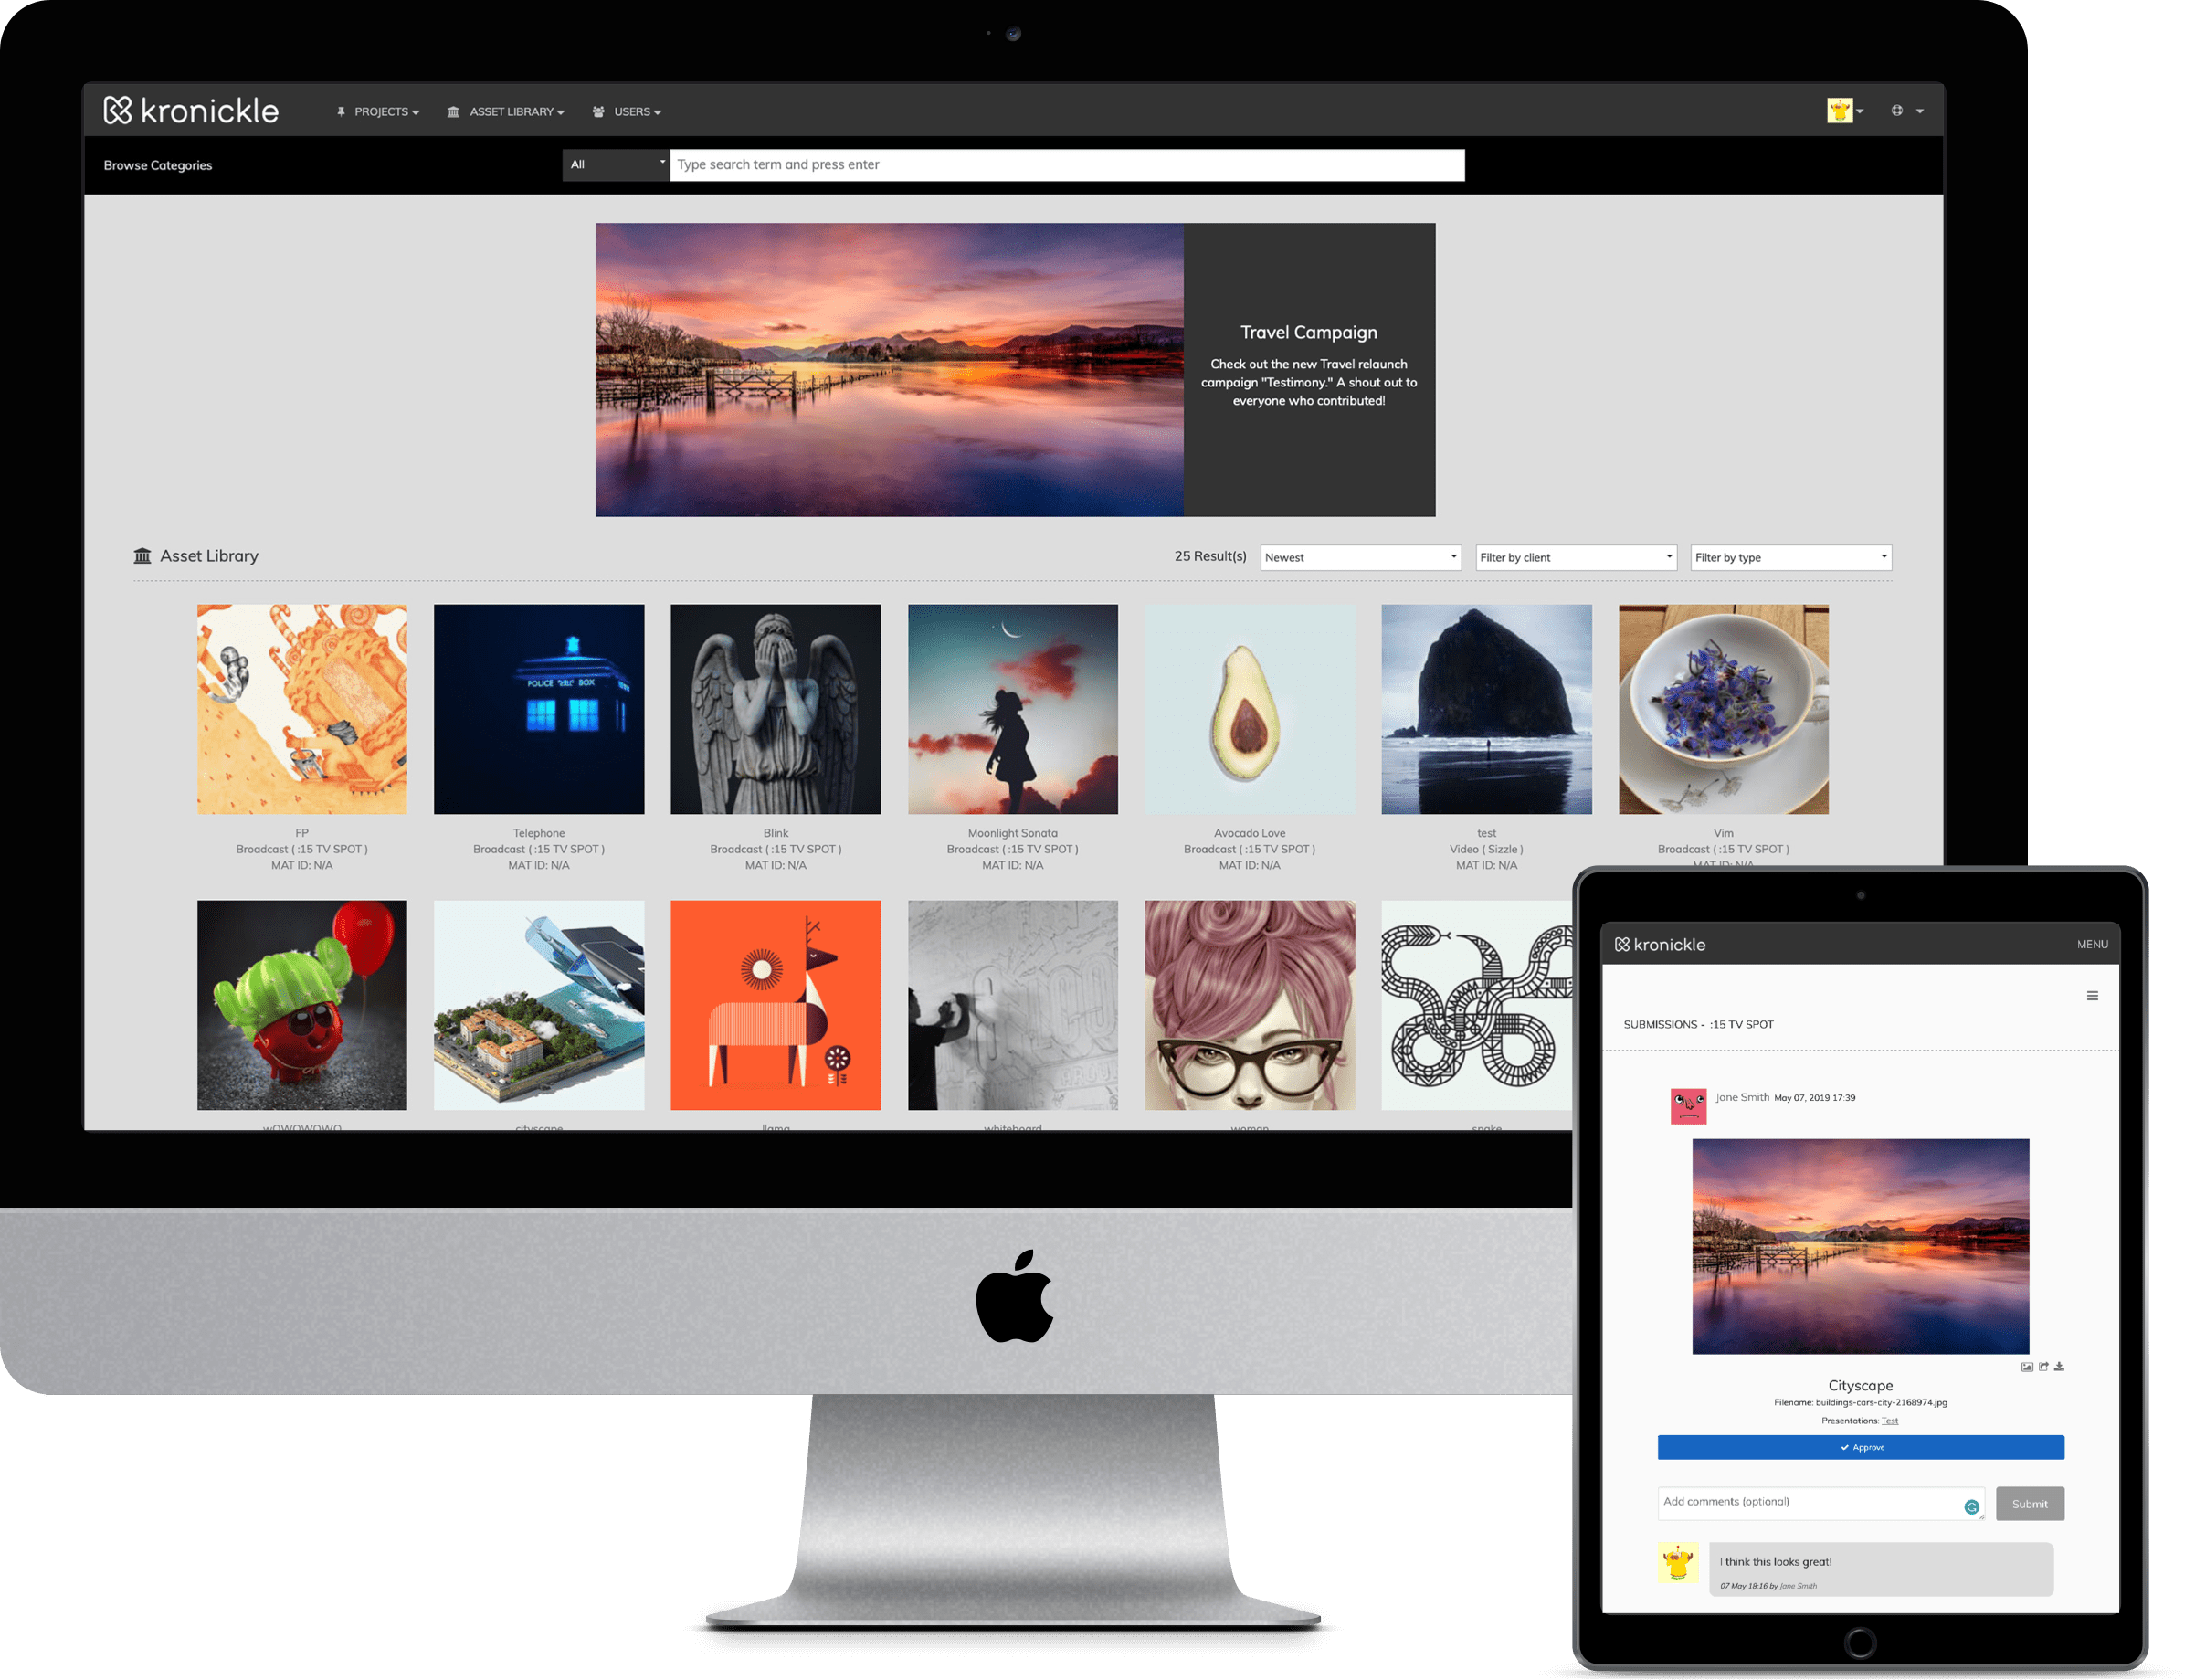 kronickle
PROJECTS
ASSET LIBRARY
USERS
Browse Categories
All
Type search term and press enter
Travel Campaign
Check out the new Travel relaunch
campaign "Testimony." A shout out to
everyone who contributed!
Asset Library
25 Result(s)
Newest
Filter by client
Filter by type
POLICE
BOX
FP
Broadcast ( :15 TV SPOT )
MAT ID: N/A
Telephone
Broadcast ( :15 TV SPOT )
MAT ID: N/A
Blink
Broadcast ( :15 TV SPOT )
MAT ID: N/A
Moonlight Sonata
Broadcast ( :15 TV SPOT )
MAT ID: N/A
Avocado Love
Broadcast ( :15 TV SPOT )
MAT ID: N/A
test
Video ( Sizzle )
MAT ID: N/A
Vim
Broadcast ( :15 TV SPOT )
MAT ID: N/A
wOWOWOWO
cityscape
llama
whiteboard
woman
snake
kronickle
MENU
SUBMISSIONS - :15 TV SPOT
Jane Smith May 07, 2019 17:39
Cityscape
Filename: buildings-cars-city-2168974.jpg
Presentations: Test
Approve
Add comments (optional)
Submit
I think this looks great!
07 May 18:16 by Jane Smith